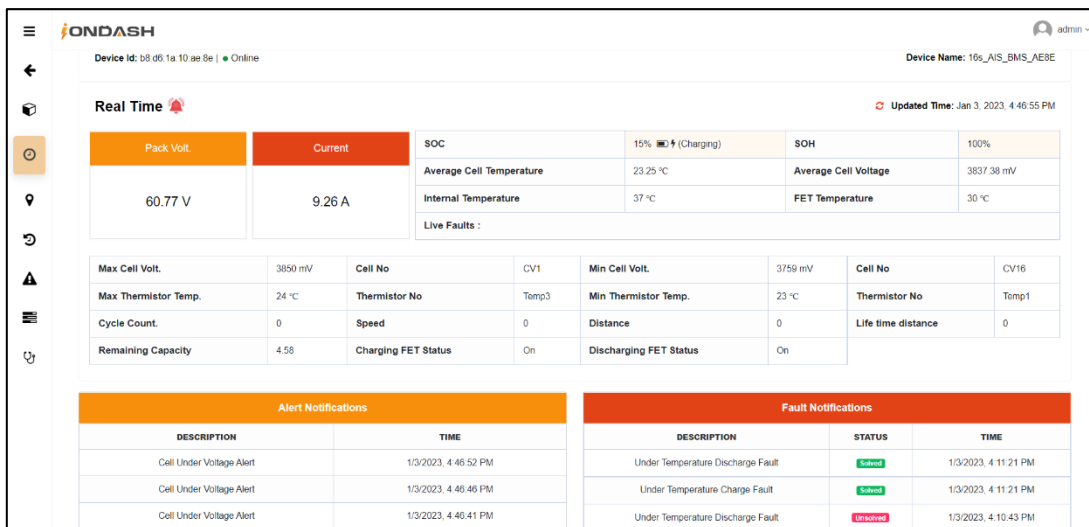 IONDASH
admin
Device Id: b8:d6:1a:10:ae:8e | ● Online
Device Name: 16s_AIS_BMS_AE8E
Real Time
Updated Time: Jan 3, 2023, 4:46:55 PM
Pack Volt. Current
60.77 V 9.26 A
SOC 15% (Charging) SOH 100%
Average Cell Temperature 23.25 °C Average Cell Voltage 3837.38 mV
Internal Temperature 37 °C FET Temperature 30 °C
Live Faults :
Max Cell Volt. 3850 mV Cell No CV1 Min Cell Volt. 3759 mV Cell No CV16
Max Thermistor Temp. 24 °C Thermistor No Temp3 Min Thermistor Temp. 23 °C Thermistor No Temp1
Cycle Count. 0 Speed 0 Distance 0 Life time distance 0
Remaining Capacity 4.58 Charging FET Status On Discharging FET Status On
Alert Notifications
DESCRIPTION TIME
Cell Under Voltage Alert 1/3/2023, 4:46:52 PM
Cell Under Voltage Alert 1/3/2023, 4:46:46 PM
Cell Under Voltage Alert 1/3/2023, 4:46:41 PM
Fault Notifications
DESCRIPTION STATUS TIME
Under Temperature Discharge Fault Solved 1/3/2023, 4:11:21 PM
Under Temperature Charge Fault Solved 1/3/2023, 4:11:21 PM
Under Temperature Discharge Fault Unsolved 1/3/2023, 4:10:43 PM